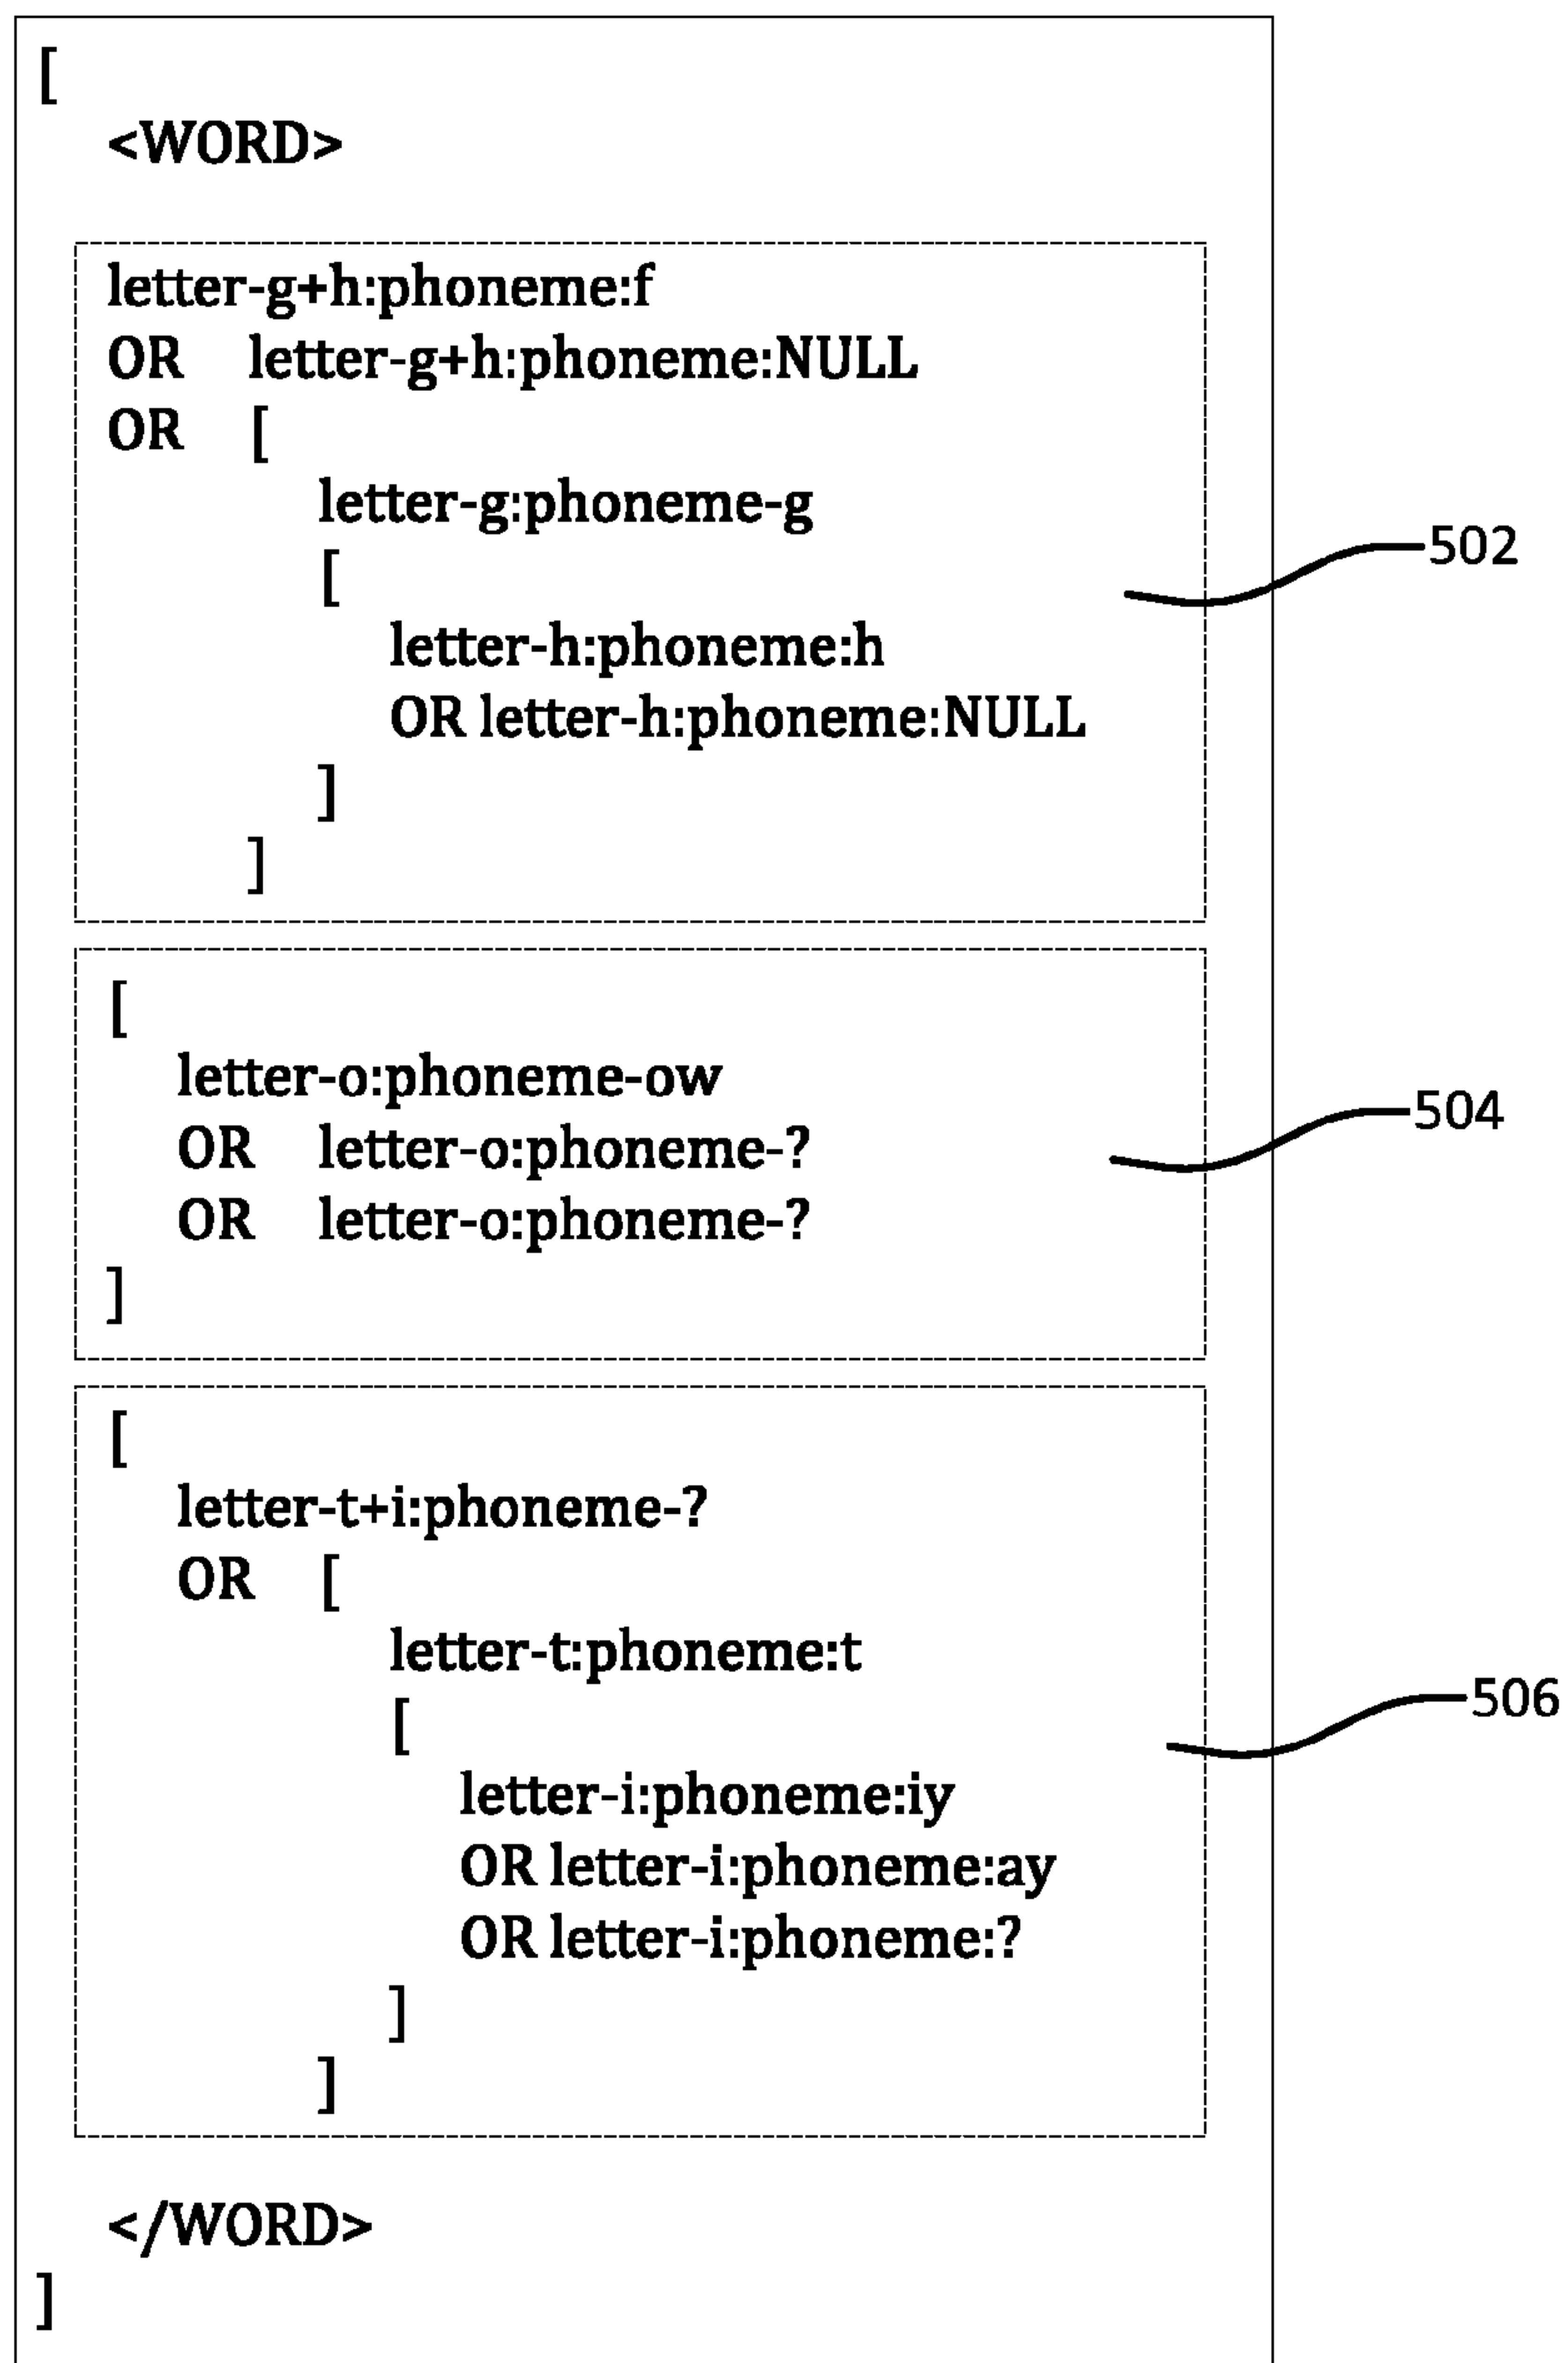 [
<WORD>
letter-g+h:phoneme:f
OR letter-g+h:phoneme:NULL
OR [
letter-g:phoneme-g
[
letter-h:phoneme:h
OR letter-h:phoneme:NULL
]
]
502
[
letter-o:phoneme-ow
OR letter-o:phoneme-?
OR letter-o:phoneme-?
]
504
[
letter-t+i:phoneme-?
OR [
letter-t:phoneme:t
[
letter-i:phoneme:iy
OR letter-i:phoneme:ay
OR letter-i:phoneme:?
]
]
506
</WORD>
]